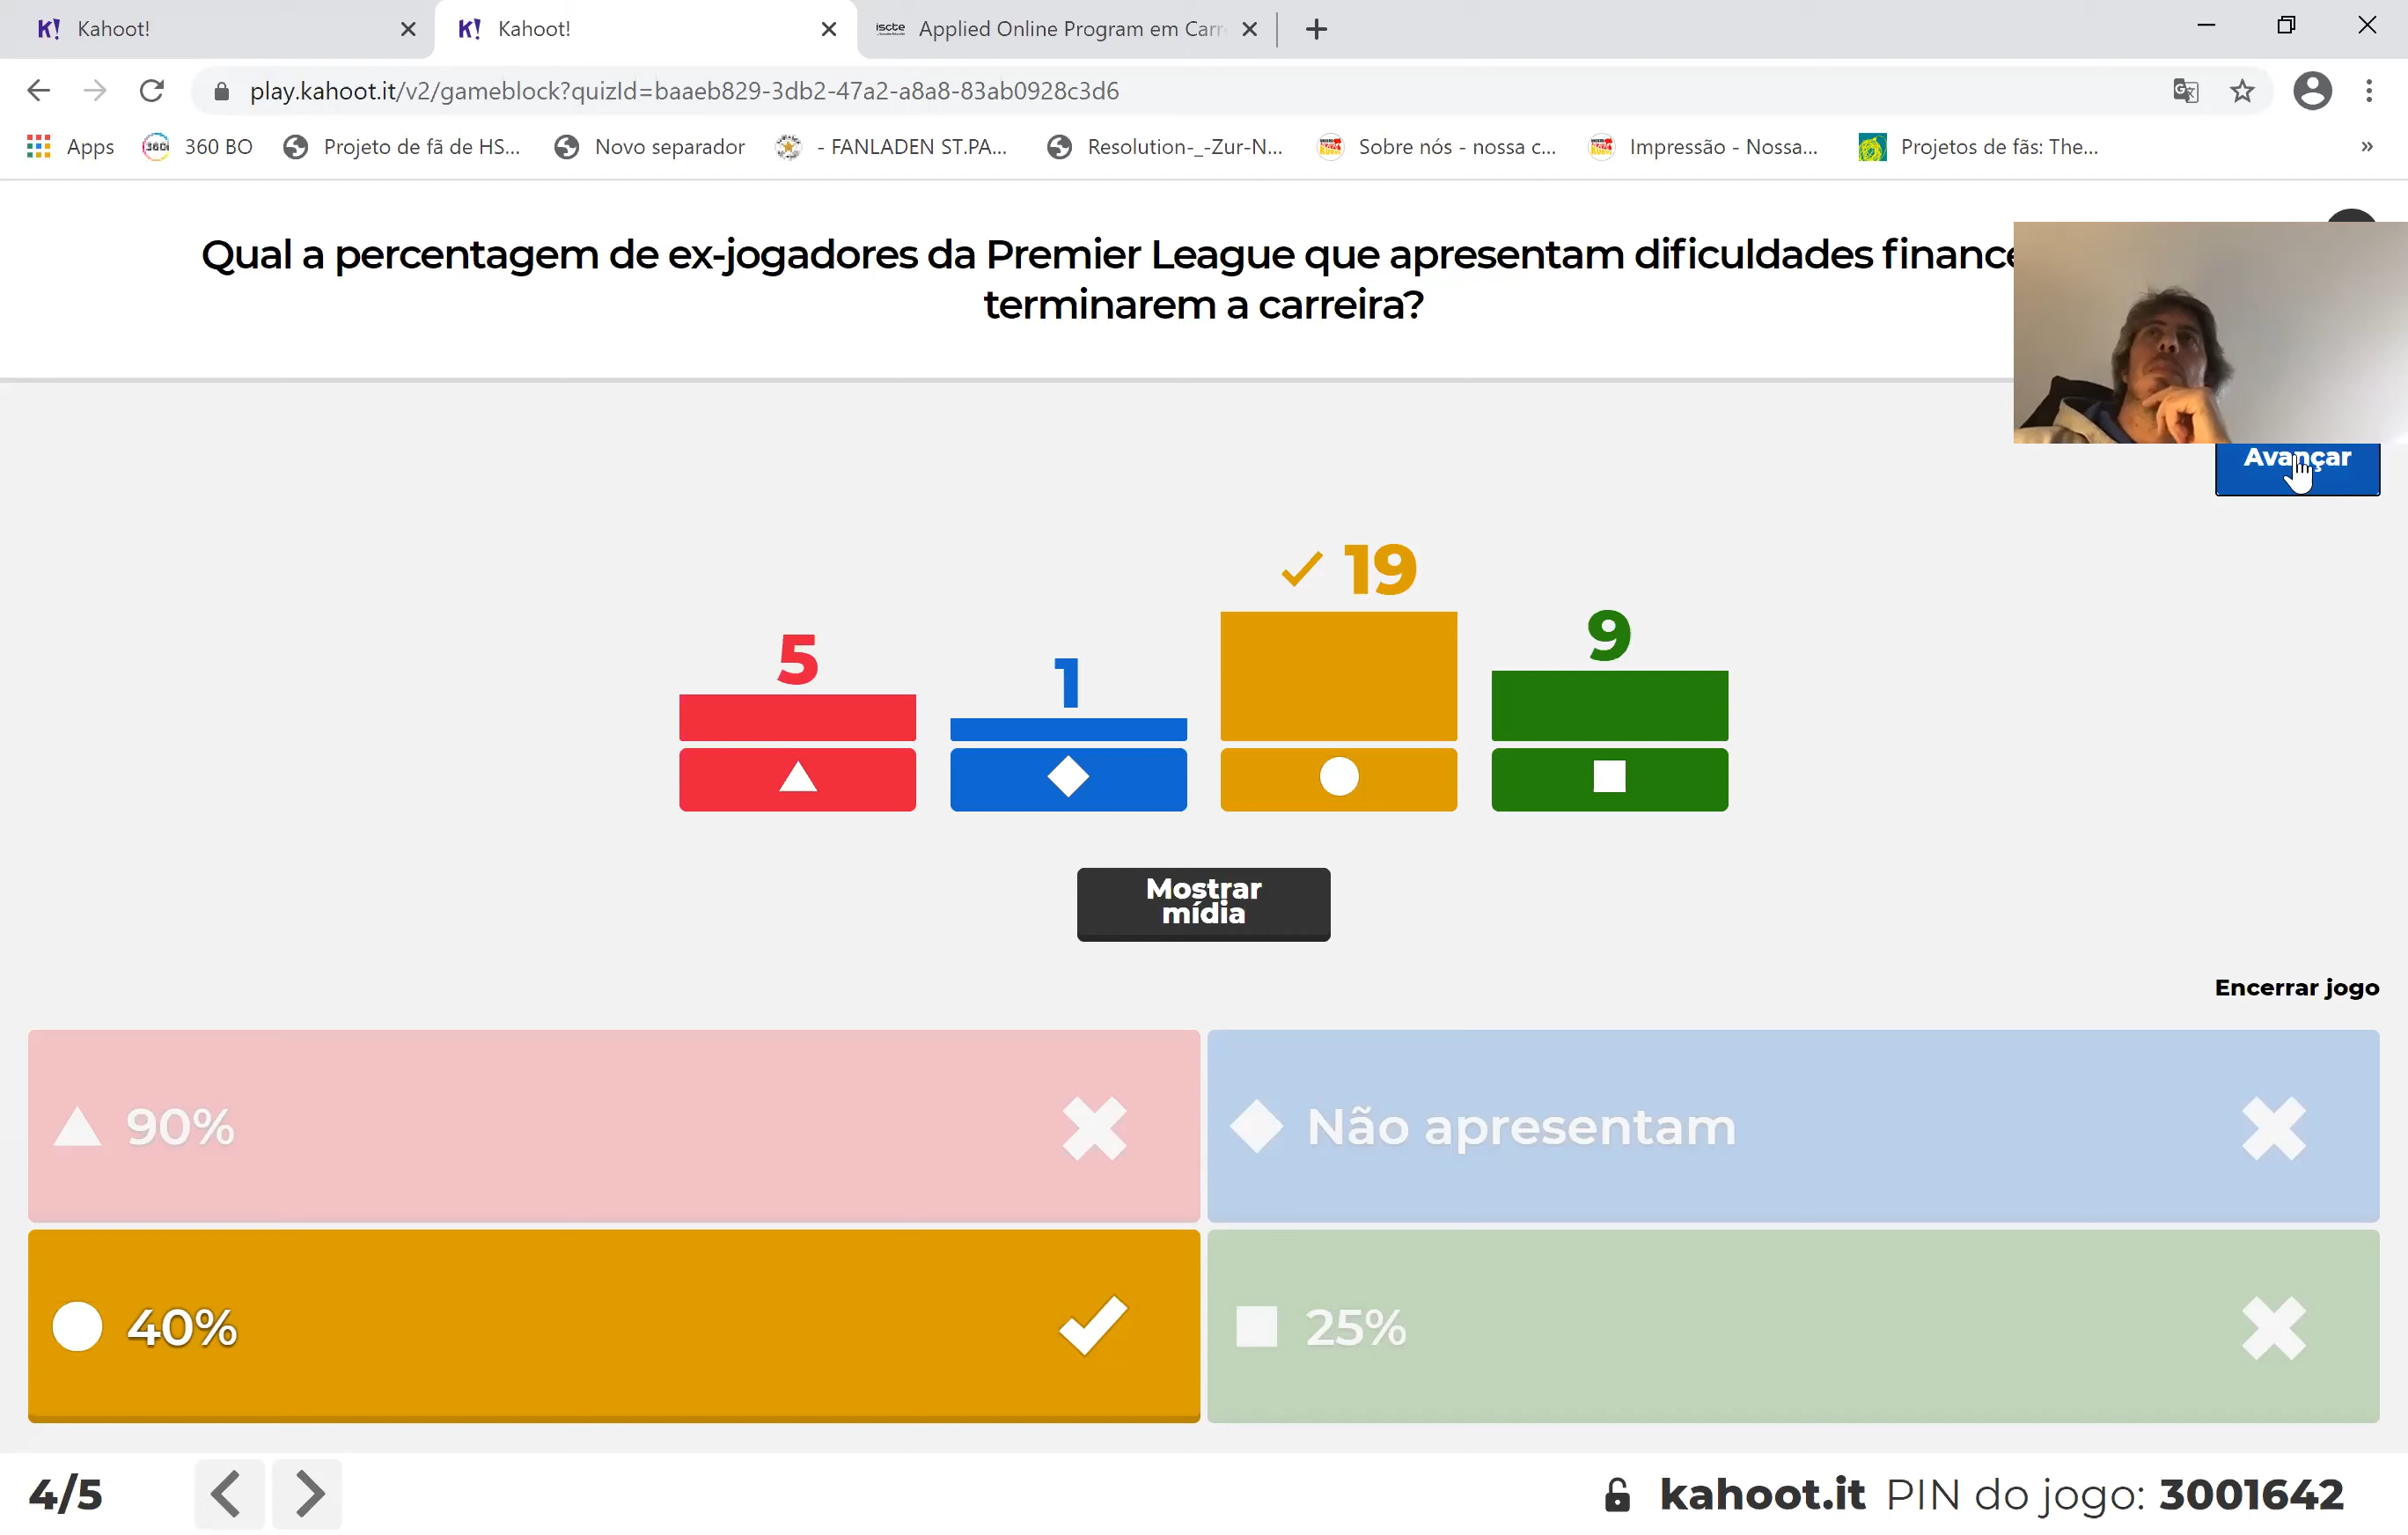 Kahoot!
Kahoot!
iscte Applied Online Program em Carr
play.kahoot.it/v2/gameblock?quizId=baaeb829-3db2-47a2-a8a8-83ab0928c3d6
Apps 360 BO Projeto de fã de HS... Novo separador - FANLADEN ST.PA... Resolution-_-Zur-N... Sobre nós - nossa c... Impressão - Nossa... Projetos de fãs: The... »
Qual a percentagem de ex-jogadores da Premier League que apresentam dificuldades finance
terminarem a carreira?
Avançar
5 1 19 9
Mostrar
mídia
Encerrar jogo
90%
Não apresentam
40%
25%
4/5
kahoot.it PIN do jogo: 3001642